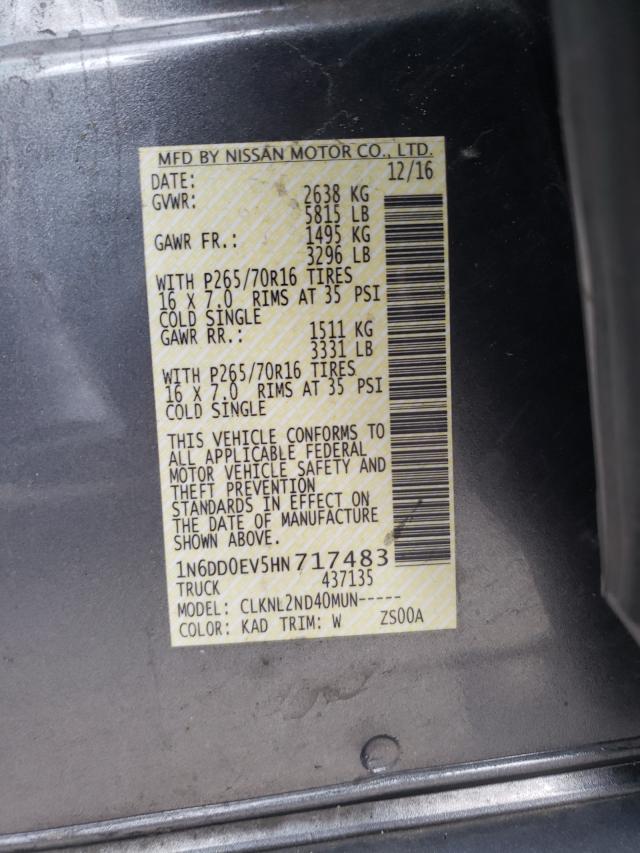 MFD BY NISSAN MOTOR CO., LTD.
DATE: 12/16
GVWR: 2638 KG
5815 LB
GAWR FR.: 1495 KG
3296 LB
WITH P265/70R16 TIRES
16 X 7.0 RIMS AT 35 PSI
COLD SINGLE
GAWR RR.: 1511 KG
3331 LB
WITH P265/70R16 TIRES
16 X 7.0 RIMS AT 35 PSI
COLD SINGLE
THIS VEHICLE CONFORMS TO
ALL APPLICABLE FEDERAL
MOTOR VEHICLE SAFETY AND
THEFT PREVENTION
STANDARDS IN EFFECT ON
THE DATE OF MANUFACTURE
SHOWN ABOVE.
1N6DD0EV5HN717483
TRUCK 437135
MODEL: CLKNL2ND40MUN-----
COLOR: KAD TRIM: W ZS00A